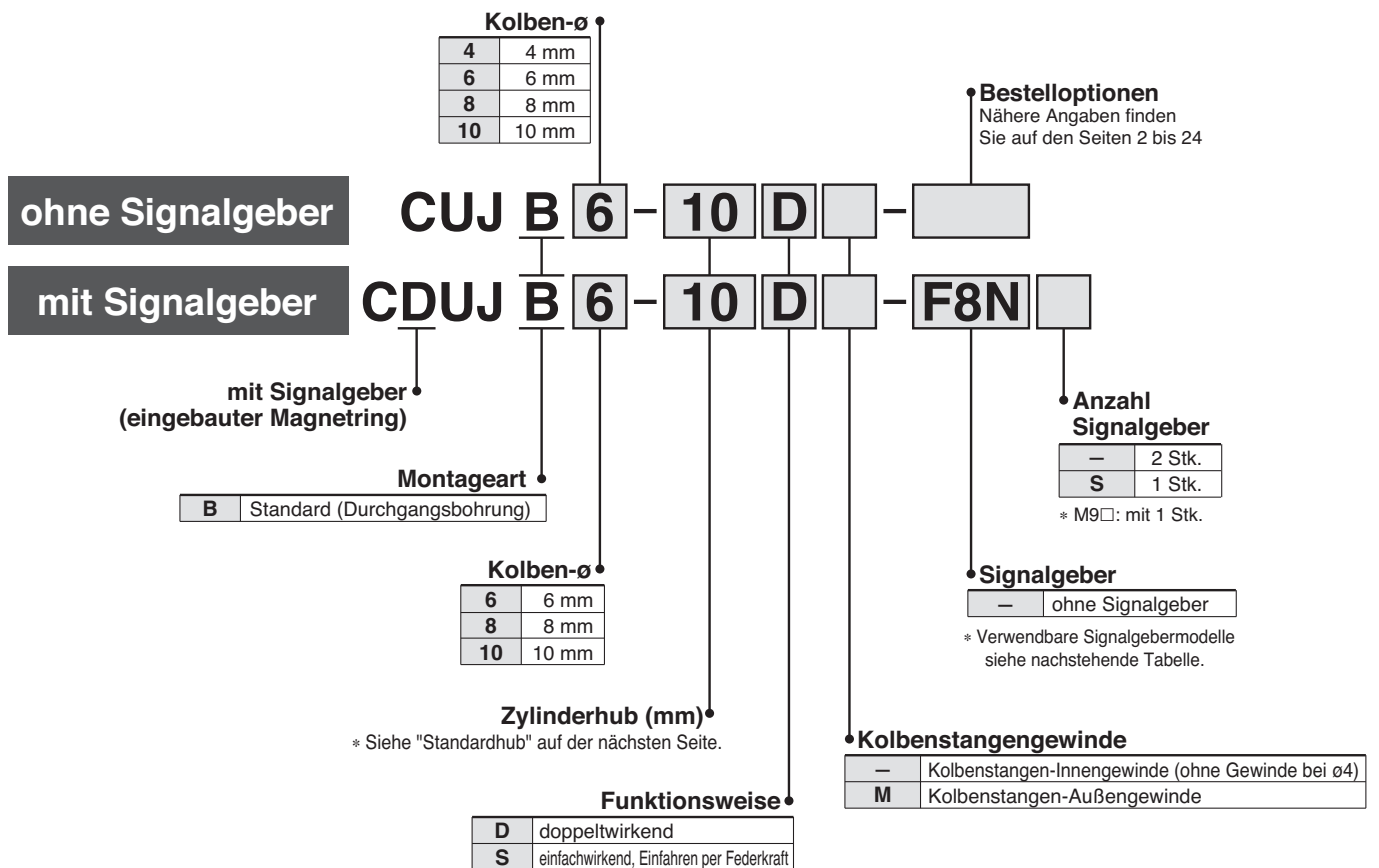 Kolben-ø
4 4 mm
6 6 mm
8 8 mm
10 10 mm
Bestelloptionen
Nähere Angaben finden
Sie auf den Seiten 2 bis 24
ohne Signalgeber CUJ B 6 – 10 D –
mit Signalgeber CDUJ B 6 – 10 D – F8N
mit Signalgeber
(eingebauter Magnetring)
Anzahl
Signalgeber
– 2 Stk.
S 1 Stk.
* M9□: mit 1 Stk.
Montageart
B Standard (Durchgangsbohrung)
Kolben-ø
6 6 mm
8 8 mm
10 10 mm
Signalgeber
– ohne Signalgeber
* Verwendbare Signalgebermodelle
siehe nachstehende Tabelle.
Zylinderhub (mm)
* Siehe "Standardhub" auf der nächsten Seite.
Kolbenstangengewinde
– Kolbenstangen-Innengewinde (ohne Gewinde bei ø4)
M Kolbenstangen-Außengewinde
Funktionsweise
D doppeltwirkend
S einfachwirkend, Einfahren per Federkraft